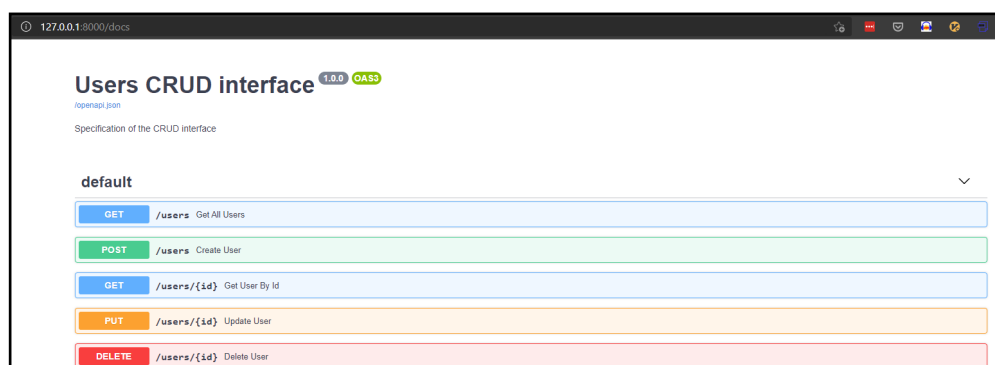 127.0.0.1:8000/docs
Users CRUD interface 1.0.0 OAS3
/openapi.json
Specification of the CRUD interface
default
GET /users Get All Users
POST /users Create User
GET /users/{id} Get User By Id
PUT /users/{id} Update User
DELETE /users/{id} Delete User